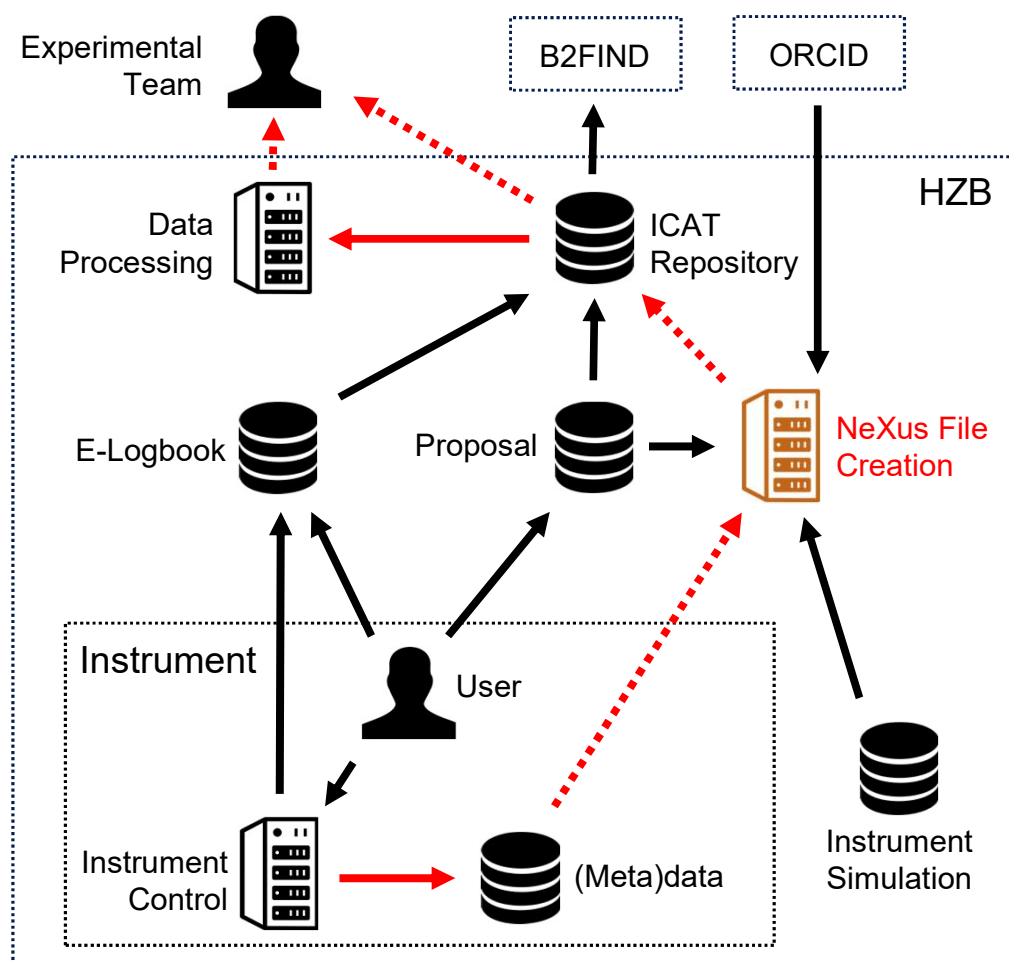 Experimental
Team
B2FIND
ORCID
HZB
Data
Processing
ICAT
Repository
E-Logbook
Proposal
NeXus File
Creation
Instrument
User
Instrument
Control
(Meta)data
Instrument
Simulation